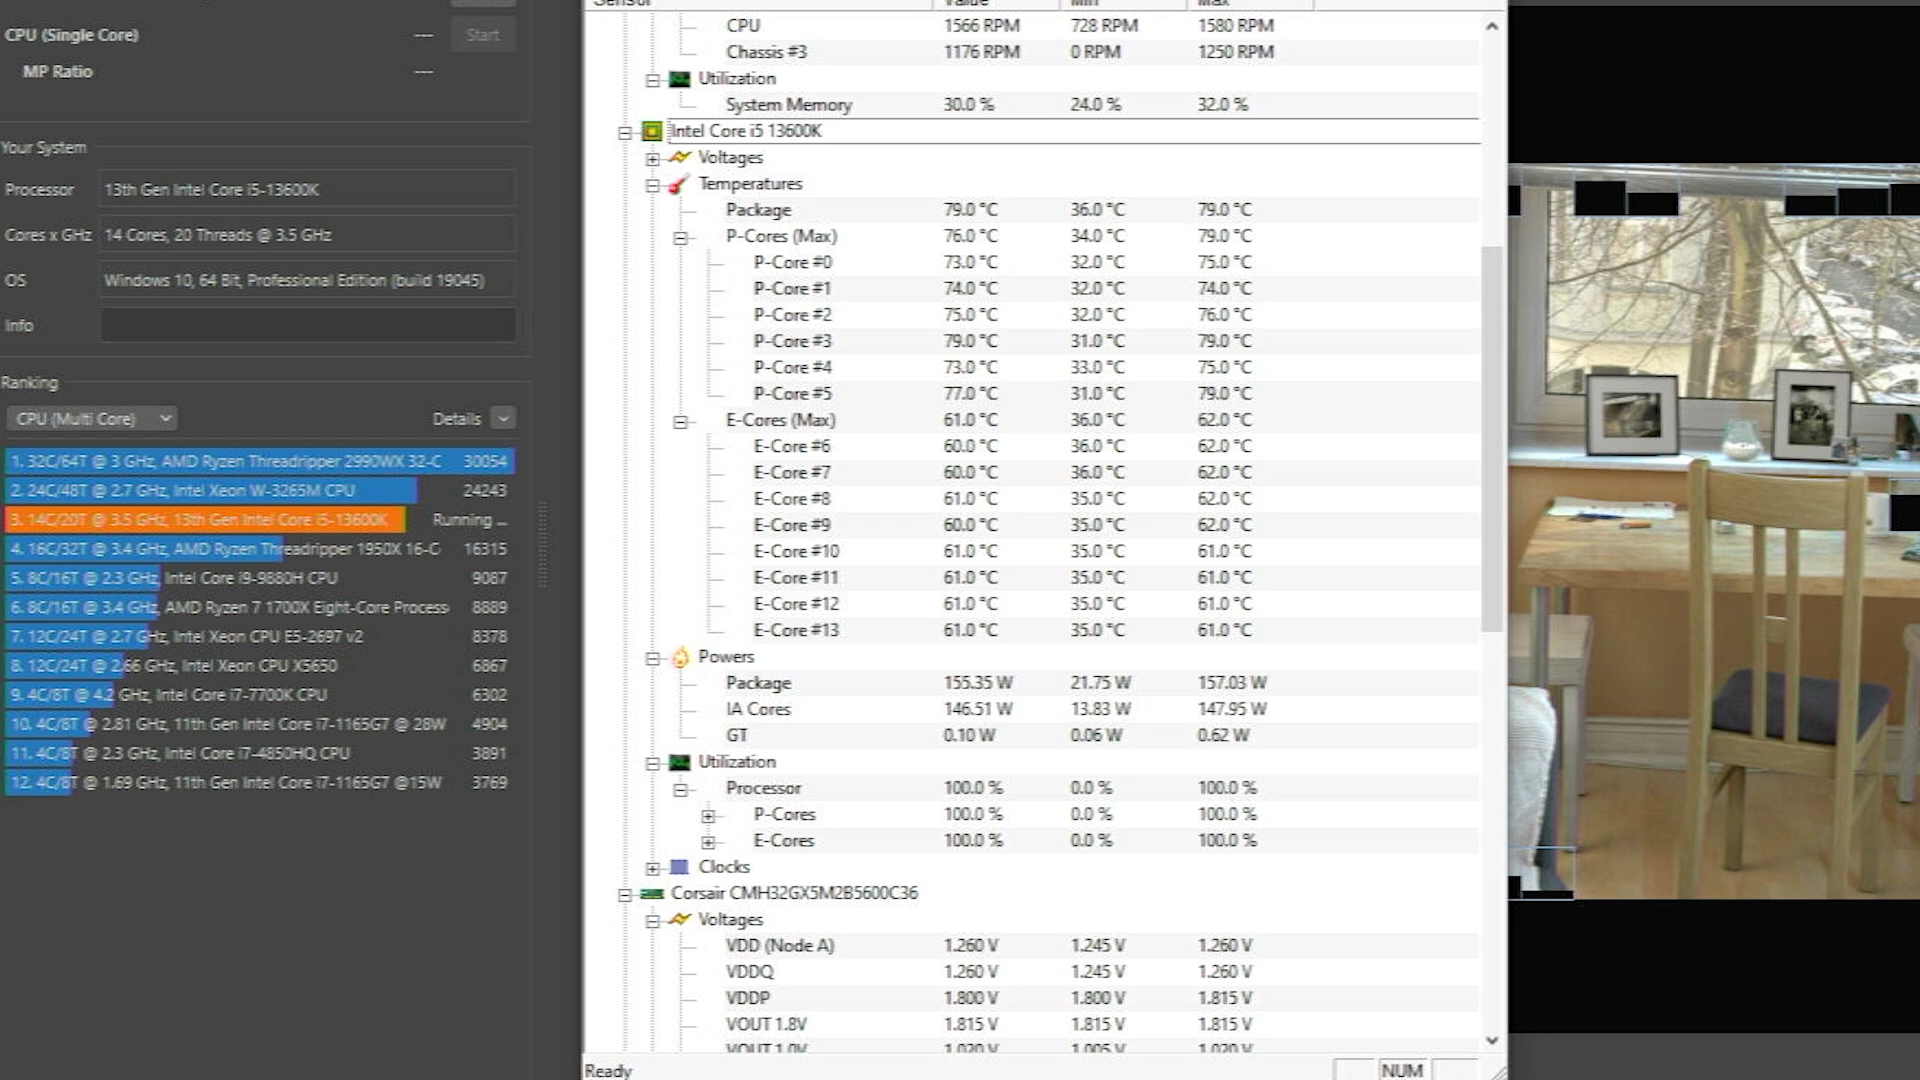 CPU (Single Core) --- Start
MP Ratio ---
Your System
Processor 13th Gen Intel Core i5-13600K
Cores x GHz 14 Cores, 20 Threads @ 3.5 GHz
OS Windows 10, 64 Bit, Professional Edition (build 19045)
Info
Ranking
CPU (Multi Core) Details
1. 32C/64T @ 3 GHz, AMD Ryzen Threadripper 2990WX 32-C 30054
2. 24C/48T @ 2.7 GHz, Intel Xeon W-3265M CPU 24243
3. 14C/20T @ 3.5 GHz, 13th Gen Intel Core i5-13600K Running ...
4. 16C/32T @ 3.4 GHz, AMD Ryzen Threadripper 1950X 16-C 16315
5. 8C/16T @ 2.3 GHz, Intel Core i9-9880H CPU 9087
6. 8C/16T @ 3.4 GHz, AMD Ryzen 7 1700X Eight-Core Process 8889
7. 12C/24T @ 2.7 GHz, Intel Xeon CPU E5-2697 v2 8378
8. 12C/24T @ 2.66 GHz, Intel Xeon CPU X5650 6867
9. 4C/8T @ 4.2 GHz, Intel Core i7-7700K CPU 6302
10. 4C/8T @ 2.81 GHz, 11th Gen Intel Core i7-1165G7 @ 28W 4904
11. 4C/8T @ 2.3 GHz, Intel Core i7-4850HQ CPU 3891
12. 4C/8T @ 1.69 GHz, 11th Gen Intel Core i7-1165G7 @15W 3769
Sensor Value Min Max
CPU 1566 RPM 728 RPM 1580 RPM
Chassis #3 1176 RPM 0 RPM 1250 RPM
Utilization
System Memory 30.0 % 24.0 % 32.0 %
Intel Core i5 13600K
Voltages
Temperatures
Package 79.0 °C 36.0 °C 79.0 °C
P-Cores (Max) 76.0 °C 34.0 °C 79.0 °C
P-Core #0 73.0 °C 32.0 °C 75.0 °C
P-Core #1 74.0 °C 32.0 °C 74.0 °C
P-Core #2 75.0 °C 32.0 °C 76.0 °C
P-Core #3 79.0 °C 31.0 °C 79.0 °C
P-Core #4 73.0 °C 33.0 °C 75.0 °C
P-Core #5 77.0 °C 31.0 °C 79.0 °C
E-Cores (Max) 61.0 °C 36.0 °C 62.0 °C
E-Core #6 60.0 °C 36.0 °C 62.0 °C
E-Core #7 60.0 °C 36.0 °C 62.0 °C
E-Core #8 61.0 °C 35.0 °C 62.0 °C
E-Core #9 60.0 °C 35.0 °C 62.0 °C
E-Core #10 61.0 °C 35.0 °C 61.0 °C
E-Core #11 61.0 °C 35.0 °C 61.0 °C
E-Core #12 61.0 °C 35.0 °C 61.0 °C
E-Core #13 61.0 °C 35.0 °C 61.0 °C
Powers
Package 155.35 W 21.75 W 157.03 W
IA Cores 146.51 W 13.83 W 147.95 W
GT 0.10 W 0.06 W 0.62 W
Utilization
Processor 100.0 % 0.0 % 100.0 %
P-Cores 100.0 % 0.0 % 100.0 %
E-Cores 100.0 % 0.0 % 100.0 %
Clocks
Corsair CMH32GX5M2B5600C36
Voltages
VDD (Node A) 1.260 V 1.245 V 1.260 V
VDDQ 1.260 V 1.245 V 1.260 V
VDDP 1.800 V 1.800 V 1.815 V
VOUT 1.8V 1.815 V 1.815 V 1.815 V
VOUT 1.0V 1.020 V 1.005 V 1.020 V
Ready NUM